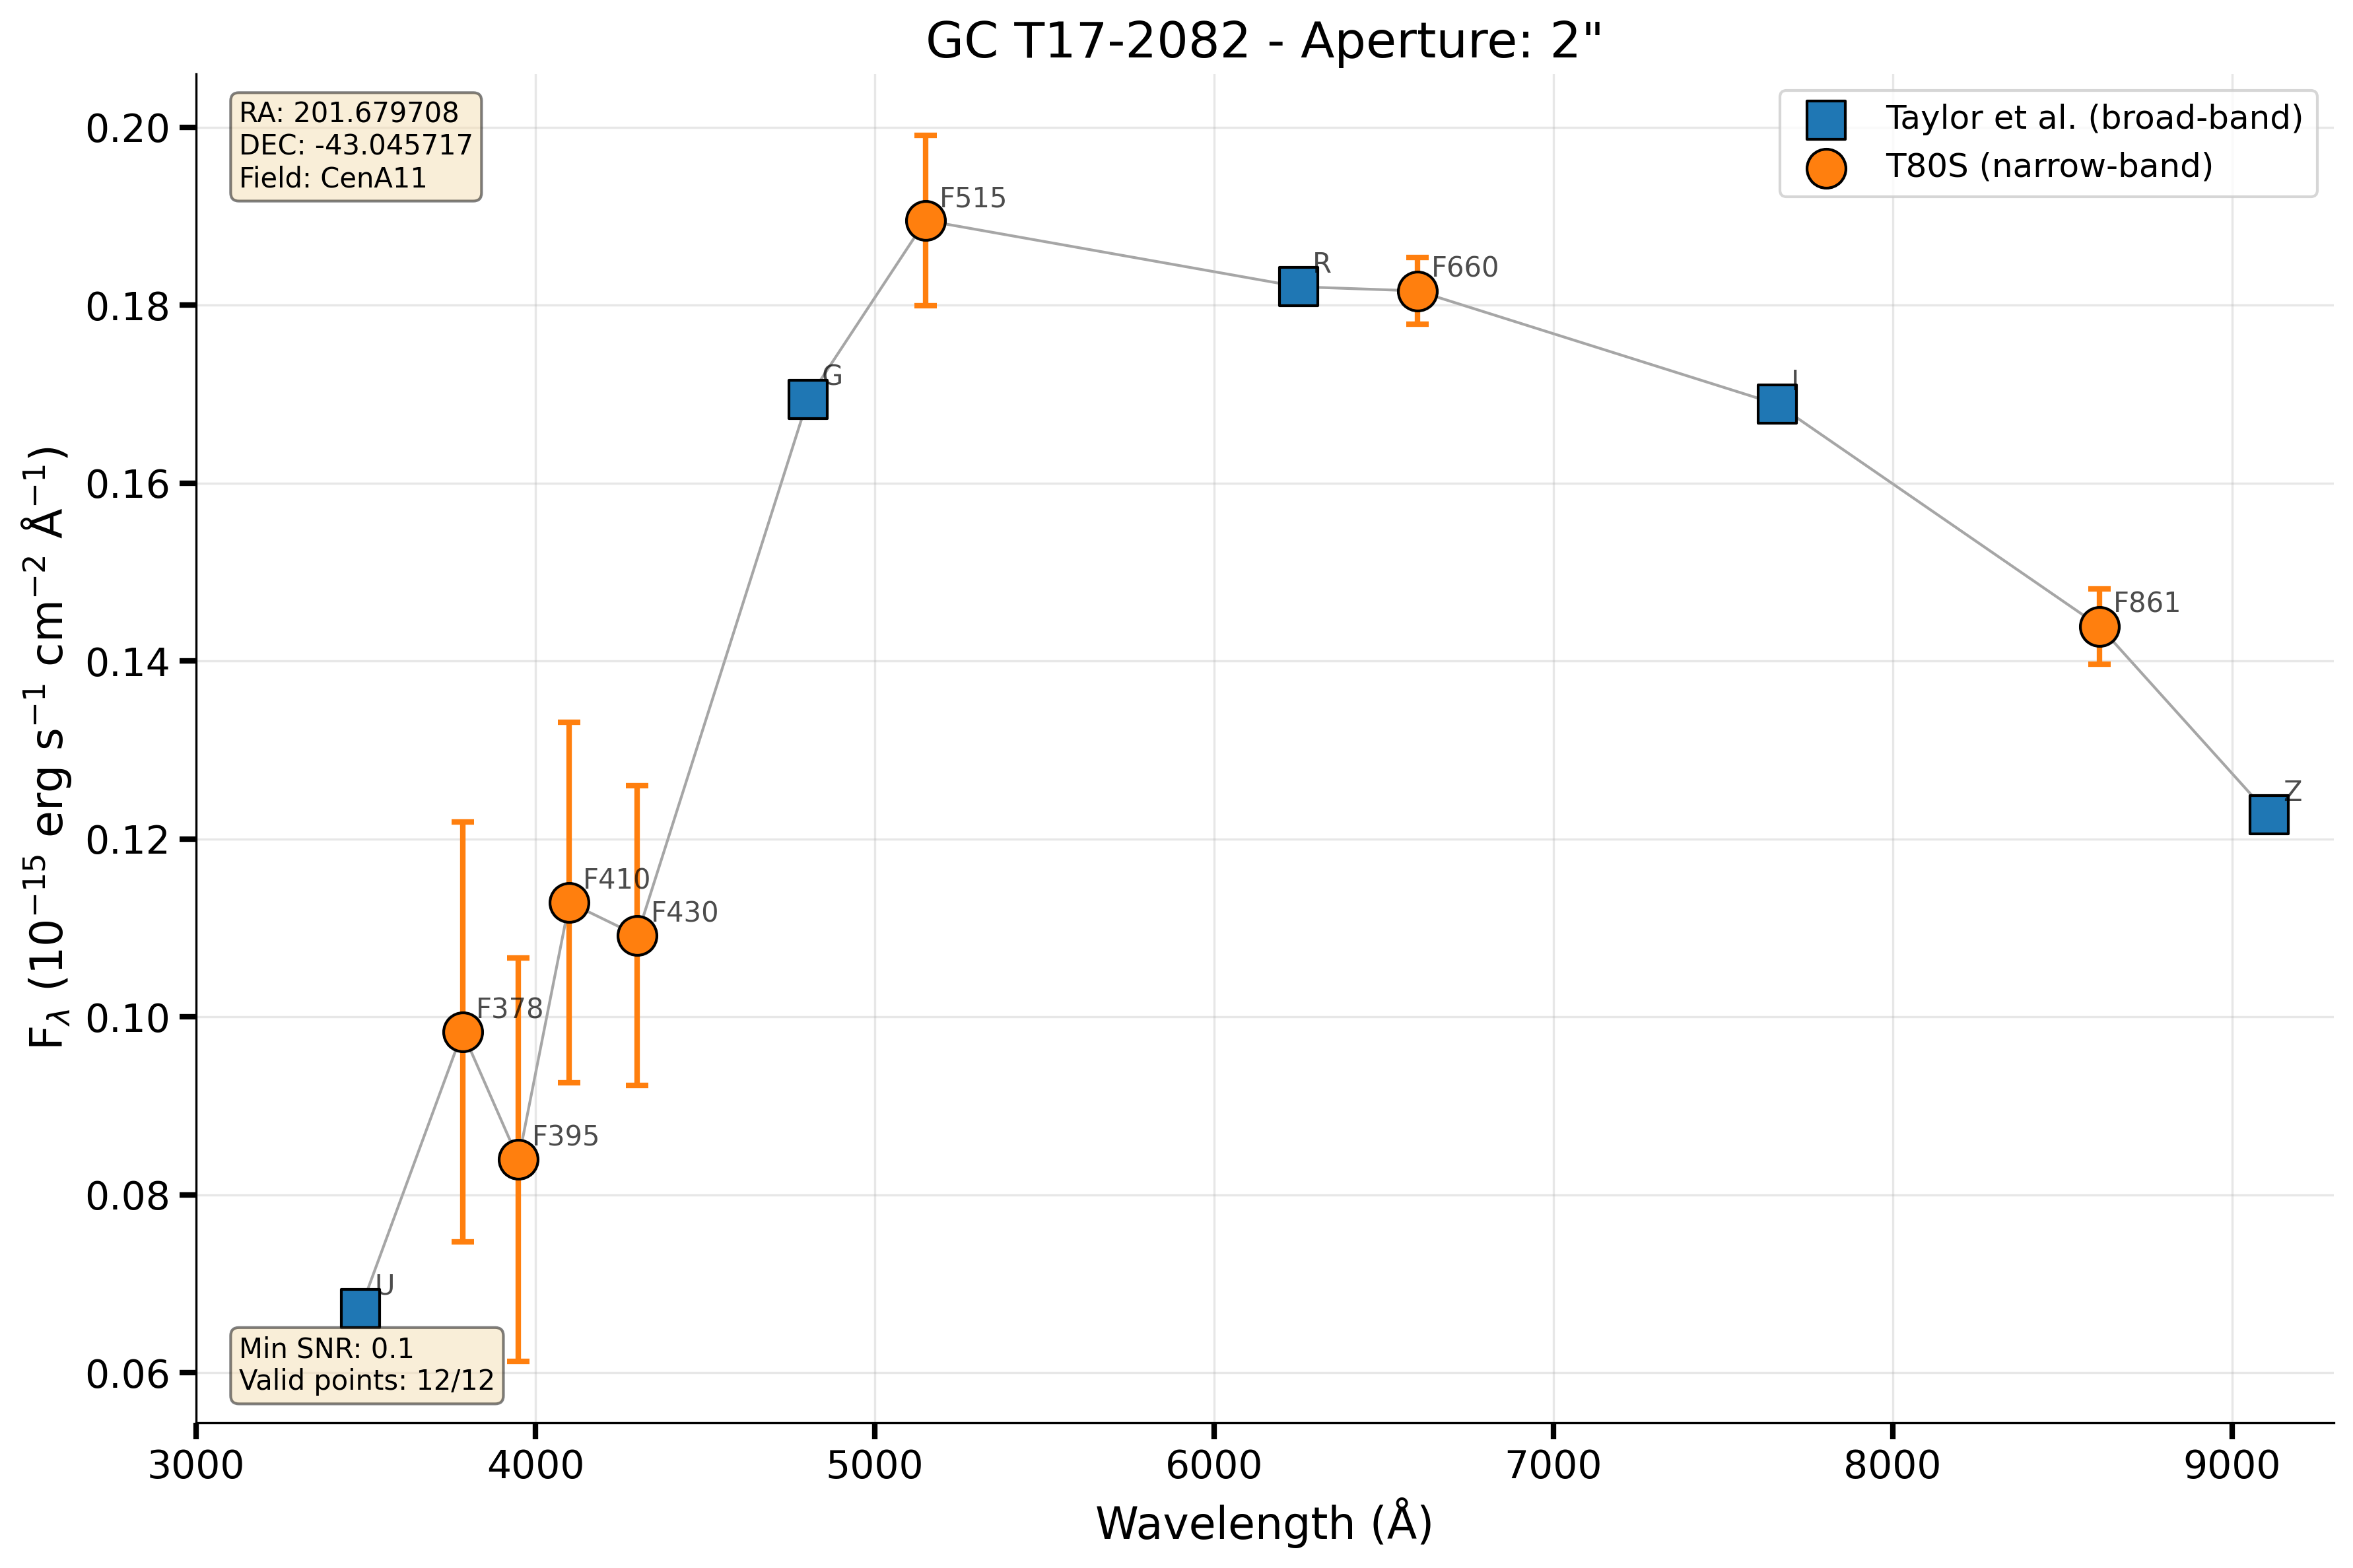 GC T17-2082 - Aperture: 2"
RA: 201.679708
DEC: -43.045717
Field: CenA11
Taylor et al. (broad-band)
T80S (narrow-band)
F515
R
F660
G
I
F861
Z
F410
F430
F378
F395
U
Min SNR: 0.1
Valid points: 12/12
0.20
0.18
0.16
0.14
0.12
0.10
0.08
0.06
F_λ (10⁻¹⁵ erg s⁻¹ cm⁻² Å⁻¹)
3000 4000 5000 6000 7000 8000 9000
Wavelength (Å)